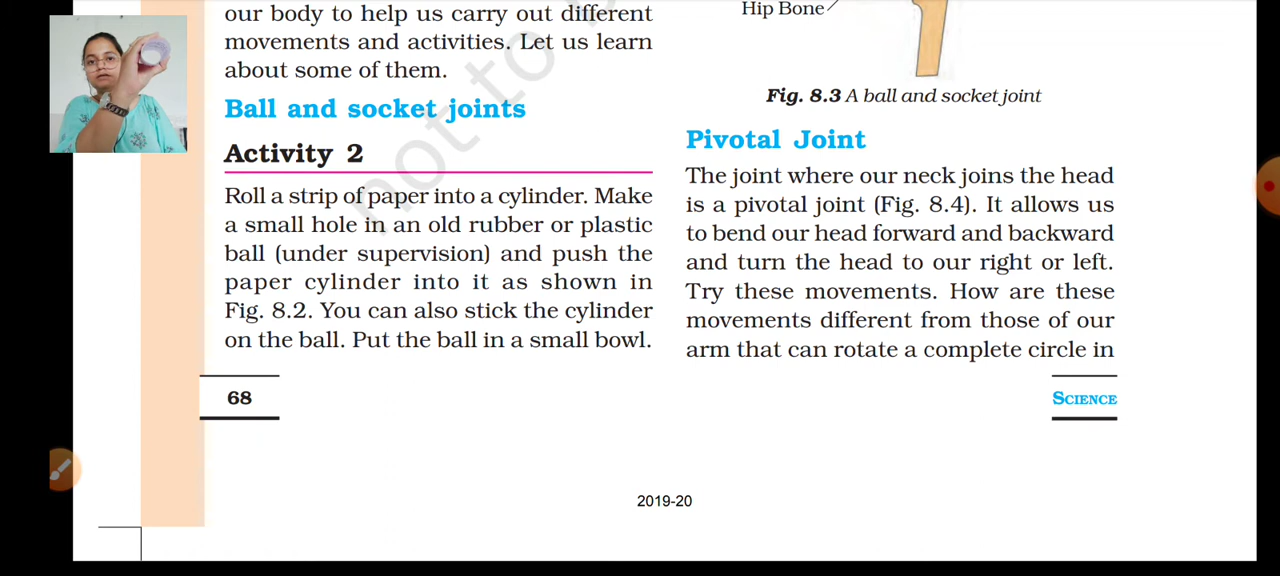 our body to help us carry out different
movements and activities. Let us learn
about some of them.
Ball and socket joints
Activity 2
Roll a strip of paper into a cylinder. Make
a small hole in an old rubber or plastic
ball (under supervision) and push the
paper cylinder into it as shown in
Fig. 8.2. You can also stick the cylinder
on the ball. Put the ball in a small bowl.
Hip Bone
Fig. 8.3 A ball and socket joint
Pivotal Joint
The joint where our neck joins the head
is a pivotal joint (Fig. 8.4). It allows us
to bend our head forward and backward
and turn the head to our right or left.
Try these movements. How are these
movements different from those of our
arm that can rotate a complete circle in
68
SCIENCE
2019-20
not to